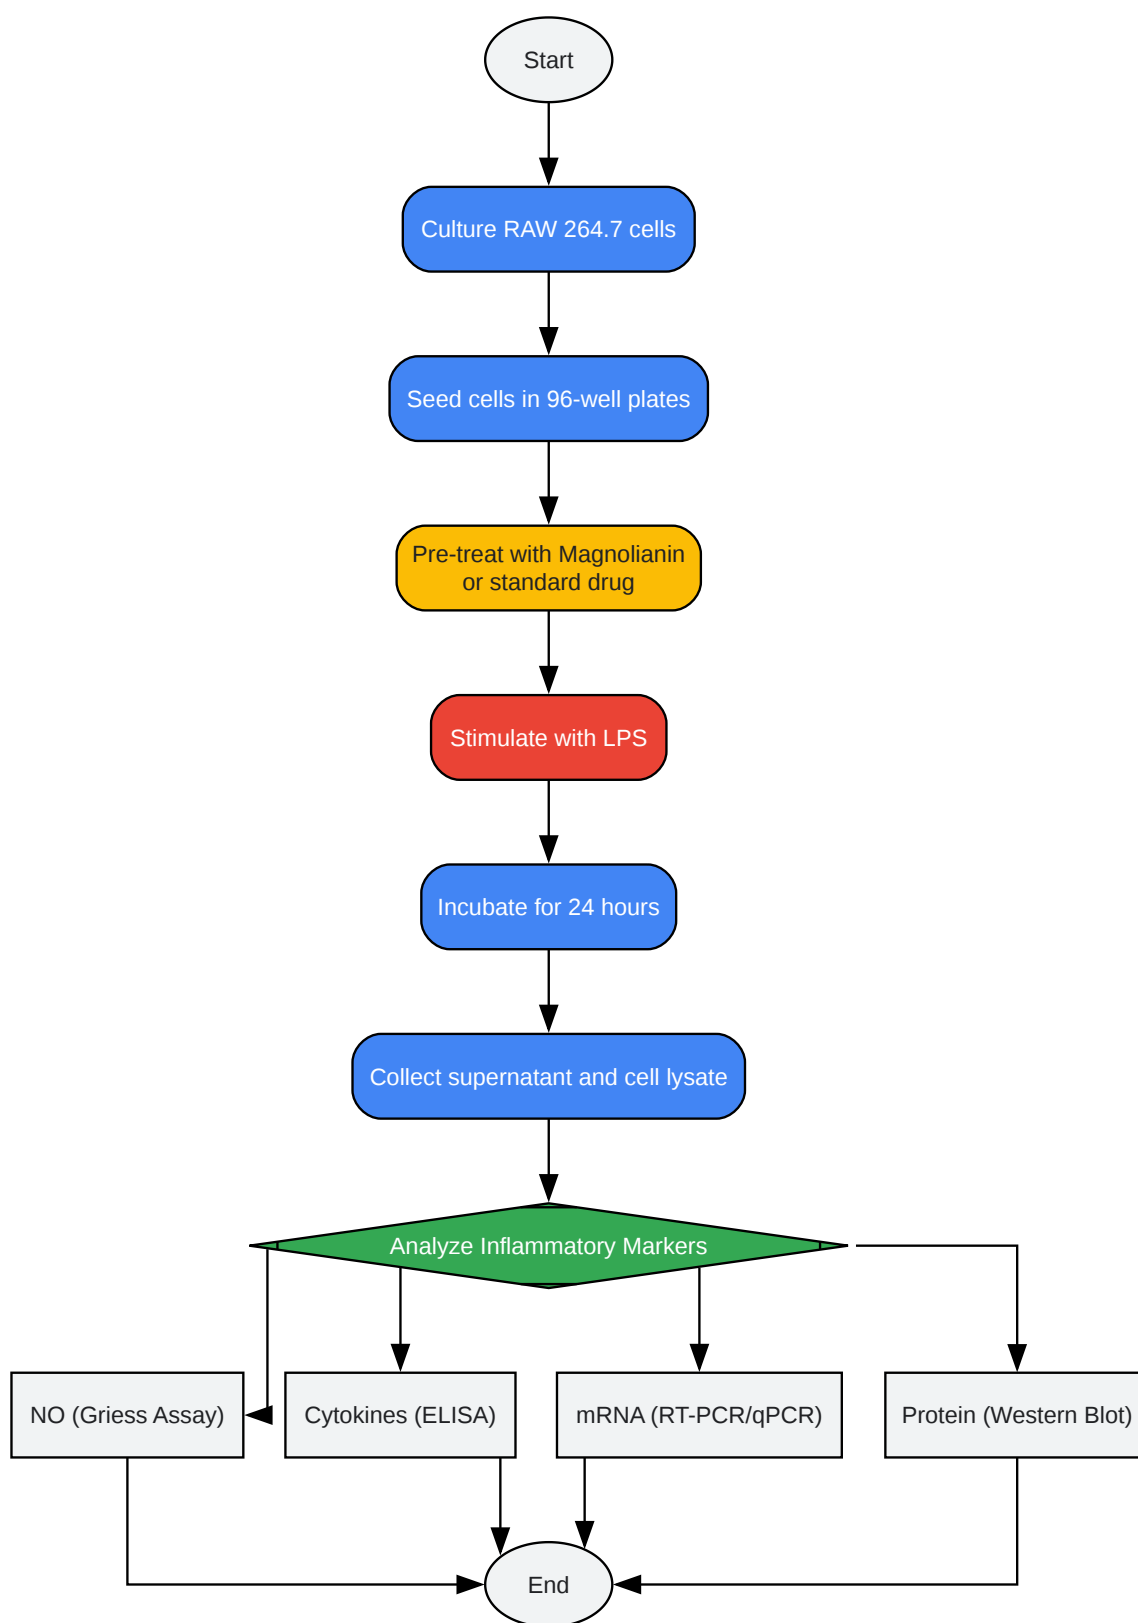 Start
Culture RAW 264.7 cells
Seed cells in 96-well plates
Pre-treat with Magnolianin
or standard drug
Stimulate with LPS
Incubate for 24 hours
Collect supernatant and cell lysate
Analyze Inflammatory Markers
NO (Griess Assay)
Cytokines (ELISA)
mRNA (RT-PCR/qPCR)
Protein (Western Blot)
End